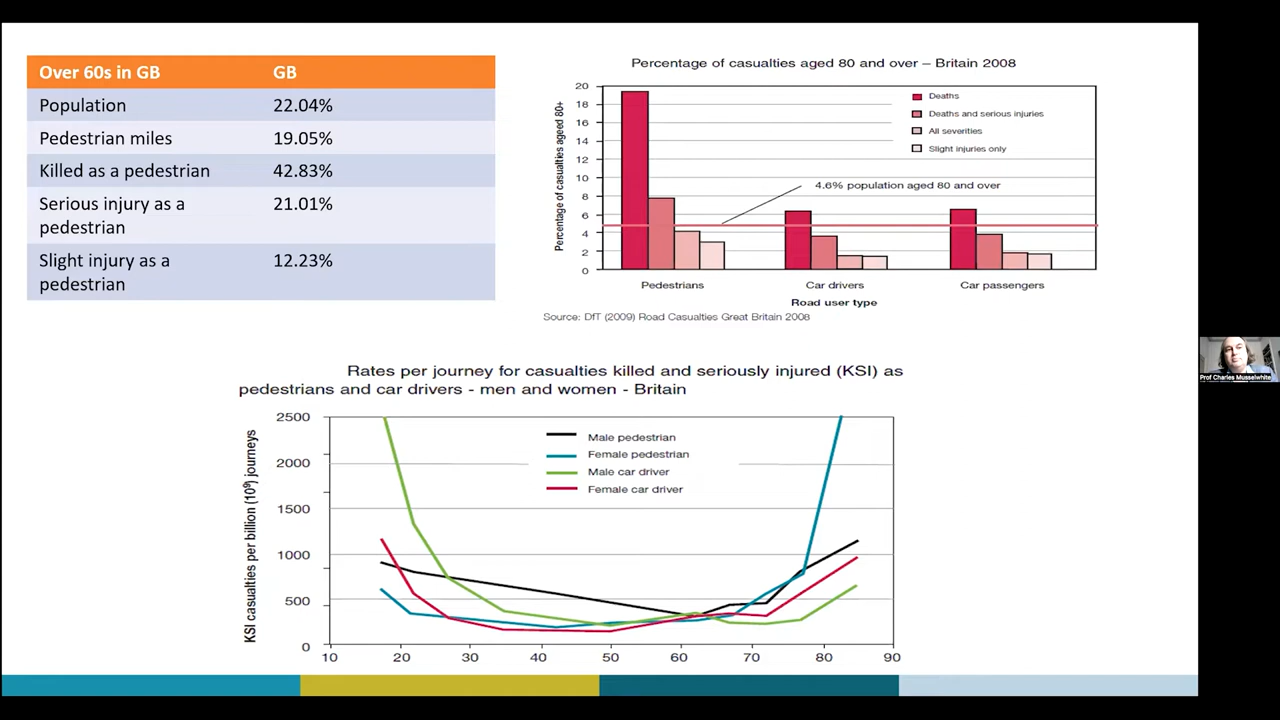 Over 60s in GB GB
Population 22.04%
Pedestrian miles 19.05%
Killed as a pedestrian 42.83%
Serious injury as a 21.01%
pedestrian
Slight injury as a 12.23%
pedestrian
Percentage of casualties aged 80 and over – Britain 2008
Percentage of casualties ageed 80+
20
18
16
14
12
10
8
6
4
2
0
Deaths
Deaths and serious injuries
All severities
Slight injuries only
4.6% population aged 80 and over
Pedestrians Car drivers Car passengers
Road user type
Source: DfT (2009) Road Casualties Great Britain 2008
Rates per journey for casualties killed and seriously injured (KSI) as
pedestrians and car drivers - men and women - Britain
KSI casualties per billion (10⁹) journeys
2500
2000
1500
1000
500
0
Male pedestrian
Female pedestrian
Male car driver
Female car driver
10 20 30 40 50 60 70 80 90
Prof Charles Musselwhite